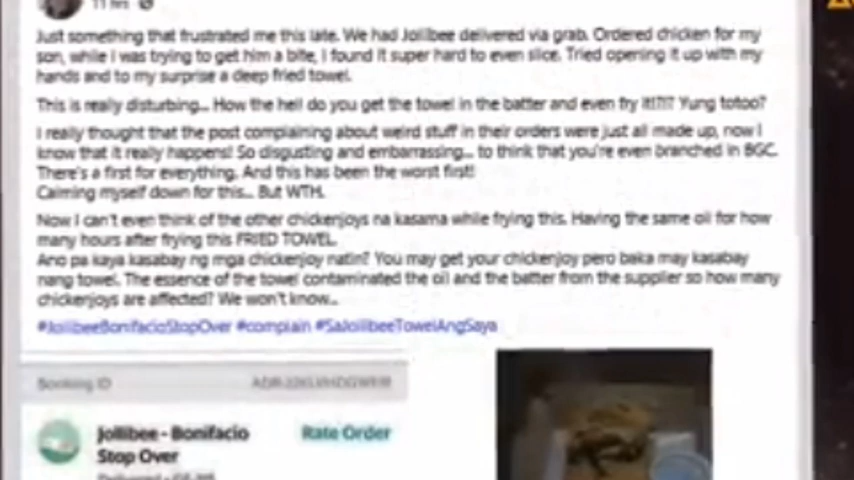 11 hrs
Just something that frustrated me this late. We had Jollibee delivered via grab. Ordered chicken for my
son, while I was trying to get him a bite, I found it super hard to even slice. Tried opening it up with my
hands and to my surprise a deep fried towel.
This is really disturbing... How the hell do you get the towel in the batter and even fry it!?!? Yung totoo?
I really thought that the post complaining about weird stuff in their orders were just all made up, now I
know that it really happens! So disgusting and embarrassing... to think that you're even branched in BGC.
There's a first for everything. And this has been the worst first!
Calming myself down for this... But WTH.
Now I can't even think of the other chickenjoys na kasama while frying this. Having the same oil for how
many hours after frying this FRIED TOWEL.
Ano pa kaya kasabay ng mga chickenjoy natin? You may get your chickenjoy pero baka may kasabay
nang towel. The essence of the towel contaminated the oil and the batter from the supplier so how many
chickenjoys are affected? We won't know...
#JollibeeBonifacioStopOver #complain #SaJollibeeTowelAngSaya
Booking ID
Jollibee - Bonifacio
Stop Over
Rate Order